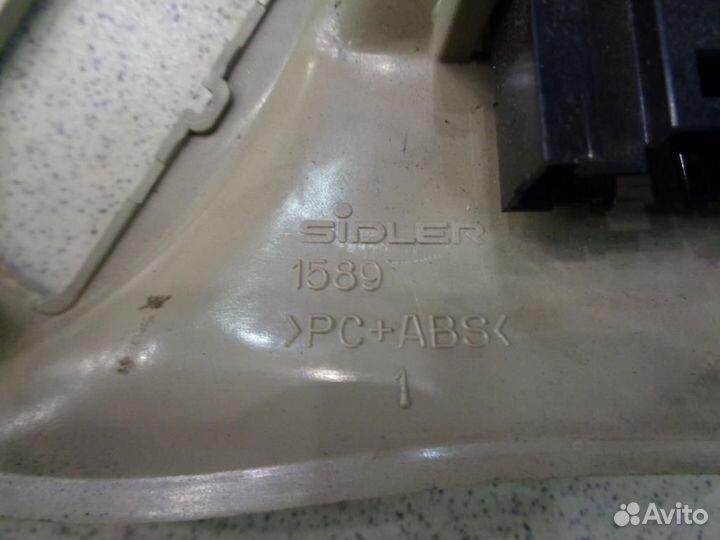 SiDLER
1589
>PC+ABS<
1
Avito